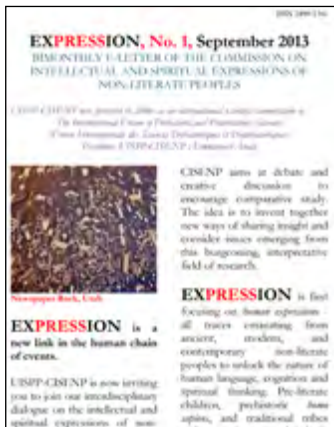 EXPRESSION, No. 1, September 2013
BIMONTHLY E-LETTER OF THE COMMISSION ON
INTELLECTUAL AND SPIRITUAL EXPRESSIONS OF
NON-LITERATE PEOPLES
Newspaper Rock, Utah
EXPRESSION is a
new link in the human chain
of events.
UISPP-CISENP is now inviting
you to join our interdisciplinary
dialogue on the intellectual and
spiritual expressions of non-
CISENP aims at debate and
creative discussion to
encourage comparative study.
The idea is to invent together
new ways of sharing insight and
consider issues emerging from
this burgeoning, interpretative
field of research.
EXPRESSION is first
focusing on human expression
all traces emanating from
ancient, modern, and
contemporary non-literate
peoples to unlock the nature of
human language, cognition and
spiritual thinking. Pre-literate
children, prehistoric homo
sapiens, and traditional tribes